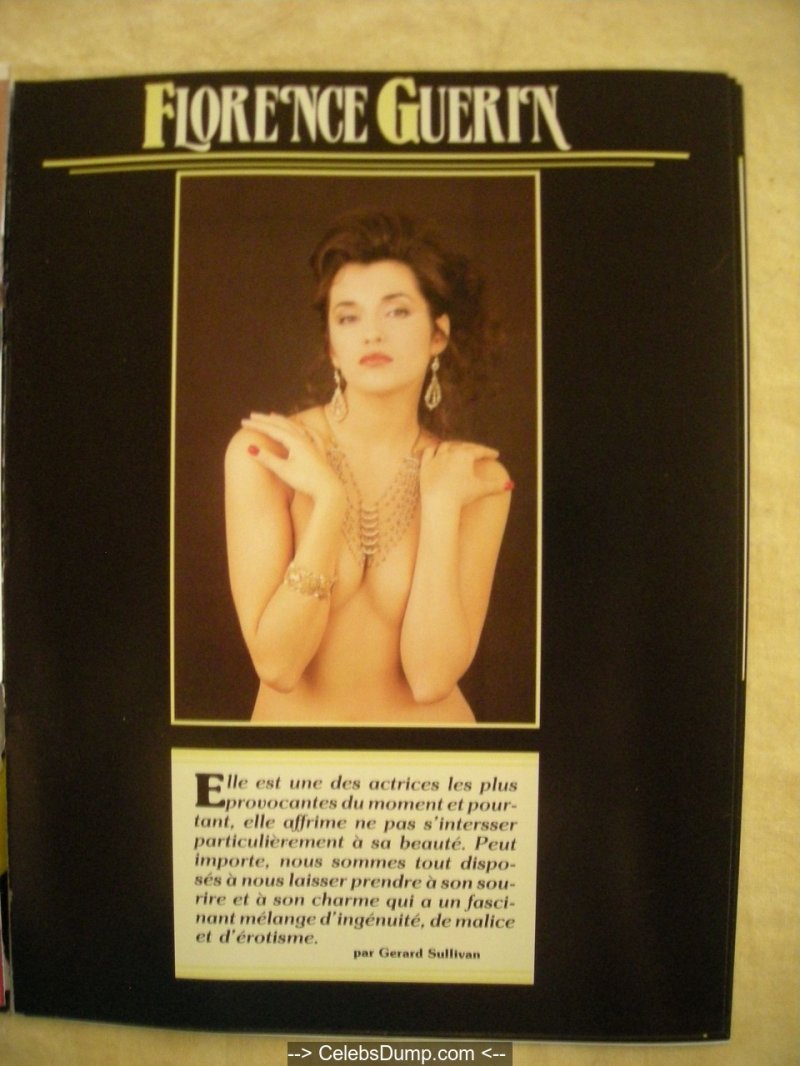 FLORENCE GUERIN
Elle est une des actrices les plus
provocantes du moment et pour-
tant, elle affrime ne pas s'intersser
particulièrement à sa beauté. Peut
importe, nous sommes tout dispo-
sés à nous laisser prendre à son sou-
rire et à son charme qui a un fasci-
nant mélange d'ingénuité, de malice
et d'érotisme.
par Gerard Sullivan
--> CelebsDump.com <--